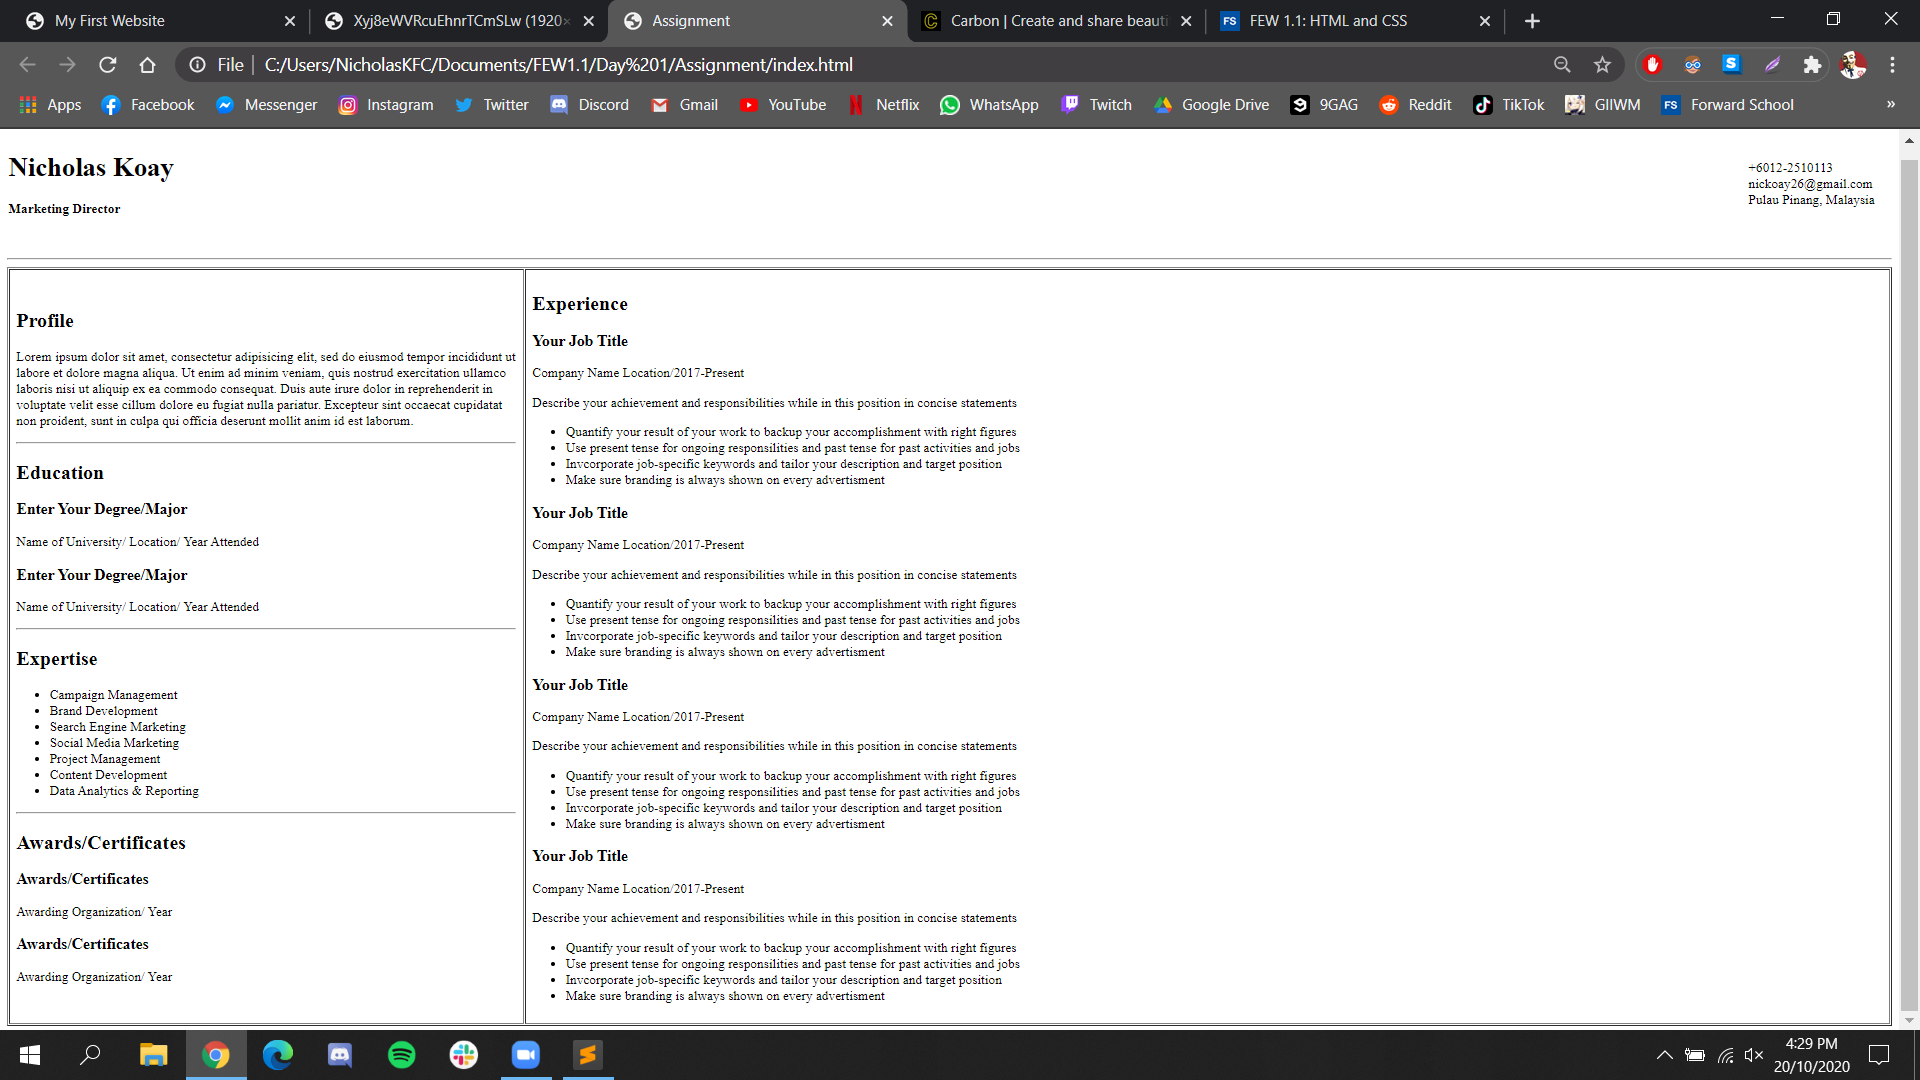 My First Website
Xyj8eWVRcuEhnrTCmSLw (1920×
Assignment
Carbon | Create and share beauti
FEW 1.1: HTML and CSS
File
C:/Users/NicholasKFC/Documents/FEW1.1/Day%201/Assignment/index.html
Apps
Facebook
Messenger
Instagram
Twitter
Discord
Gmail
YouTube
Netflix
WhatsApp
Twitch
Google Drive
9GAG
Reddit
TikTok
GIIWM
FS
Forward School
Nicholas Koay
Marketing Director
+6012-2510113
nickoay26@gmail.com
Pulau Pinang, Malaysia
Profile
Lorem ipsum dolor sit amet, consectetur adipisicing elit, sed do eiusmod tempor incididunt ut
labore et dolore magna aliqua. Ut enim ad minim veniam, quis nostrud exercitation ullamco
laboris nisi ut aliquip ex ea commodo consequat. Duis aute irure dolor in reprehenderit in
voluptate velit esse cillum dolore eu fugiat nulla pariatur. Excepteur sint occaecat cupidatat
non proident, sunt in culpa qui officia deserunt mollit anim id est laborum.
Education
Enter Your Degree/Major
Name of University/ Location/ Year Attended
Enter Your Degree/Major
Name of University/ Location/ Year Attended
Expertise
Campaign Management
Brand Development
Search Engine Marketing
Social Media Marketing
Project Management
Content Development
Data Analytics & Reporting
Awards/Certificates
Awards/Certificates
Awarding Organization/ Year
Awards/Certificates
Awarding Organization/ Year
Experience
Your Job Title
Company Name Location/2017-Present
Describe your achievement and responsibilities while in this position in concise statements
Quantify your result of your work to backup your accomplishment with right figures
Use present tense for ongoing responsilities and past tense for past activities and jobs
Invcorporate job-specific keywords and tailor your description and target position
Make sure branding is always shown on every advertisment
Your Job Title
Company Name Location/2017-Present
Describe your achievement and responsibilities while in this position in concise statements
Quantify your result of your work to backup your accomplishment with right figures
Use present tense for ongoing responsilities and past tense for past activities and jobs
Invcorporate job-specific keywords and tailor your description and target position
Make sure branding is always shown on every advertisment
Your Job Title
Company Name Location/2017-Present
Describe your achievement and responsibilities while in this position in concise statements
Quantify your result of your work to backup your accomplishment with right figures
Use present tense for ongoing responsilities and past tense for past activities and jobs
Invcorporate job-specific keywords and tailor your description and target position
Make sure branding is always shown on every advertisment
Your Job Title
Company Name Location/2017-Present
Describe your achievement and responsibilities while in this position in concise statements
Quantify your result of your work to backup your accomplishment with right figures
Use present tense for ongoing responsilities and past tense for past activities and jobs
Invcorporate job-specific keywords and tailor your description and target position
Make sure branding is always shown on every advertisment
4:29 PM
20/10/2020